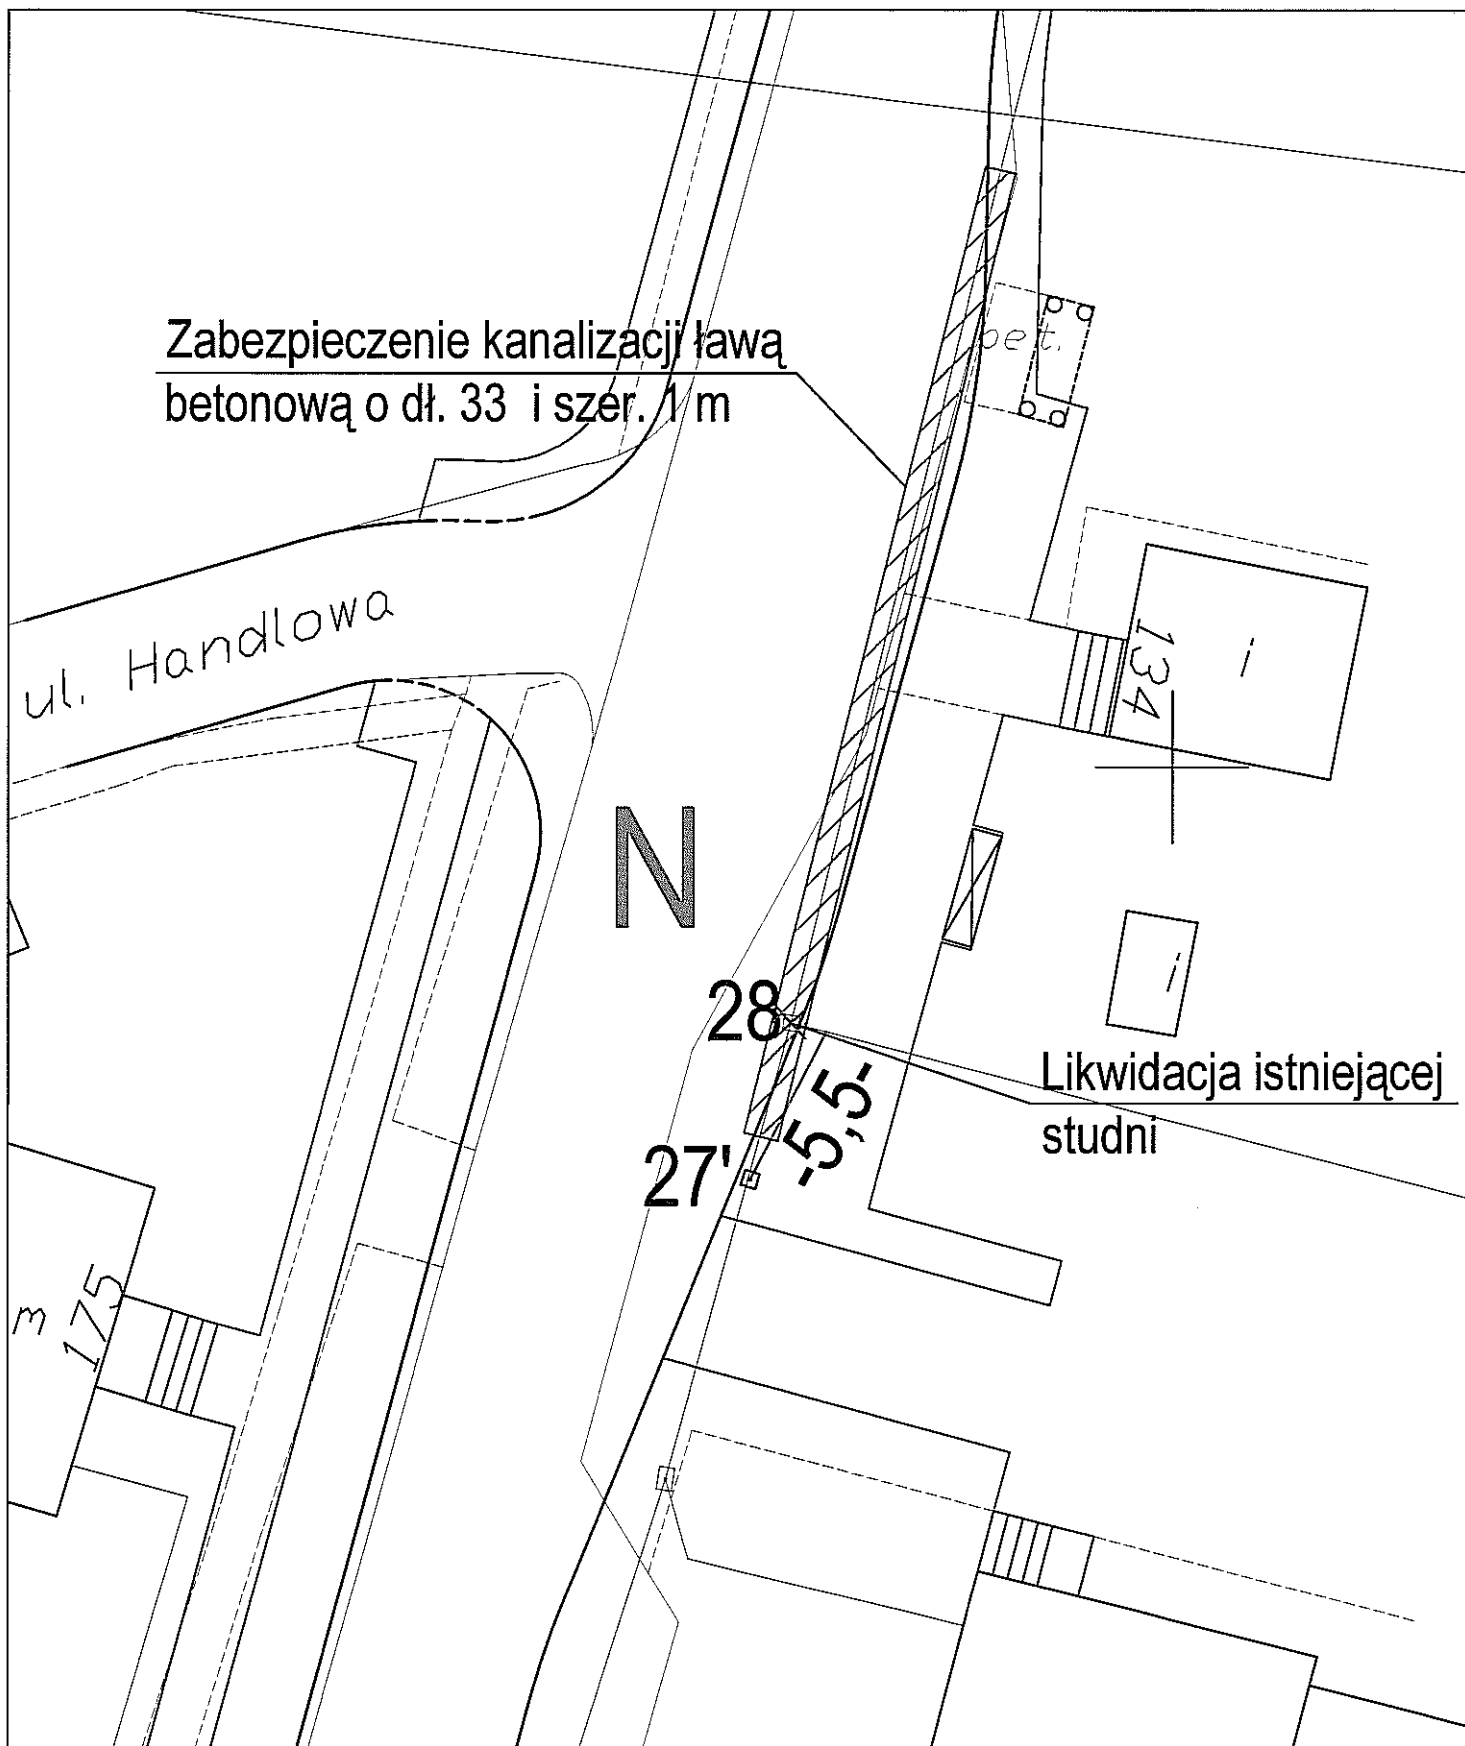 Zabezpieczenie kanalizacji ławą
betonową o dł. 33 i szer. 1 m
bet.
ul. Handlowa
134
i
N
i
28
Likwidacja istniejącej
studni
-5,5-
27'
m
175